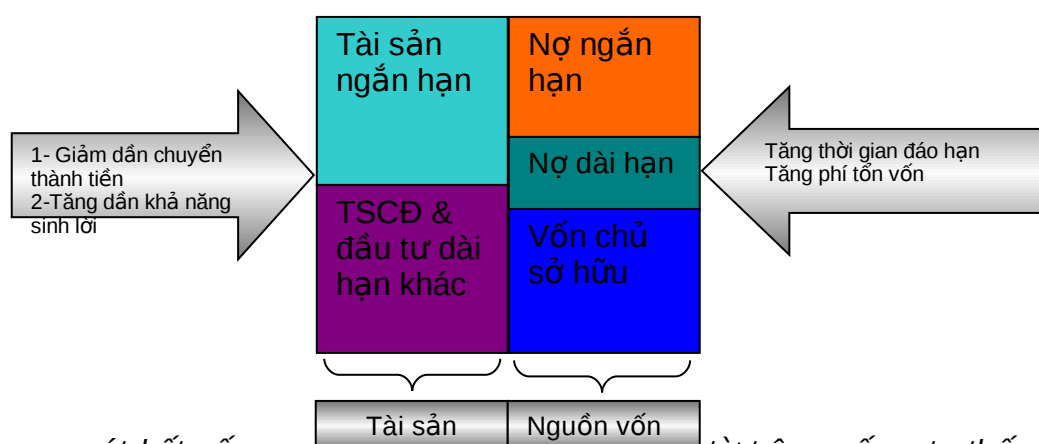 Tài sản
ngắn hạn
Nợ ngắn
hạn
1- Giảm dần chuyển
thành tiền
2-Tăng dần khả năng
sinh lời
Nợ dài hạn
Tăng thời gian đáo hạn
Tăng phí tổn vốn
TSCĐ &
đầu tư dài
hạn khác
Vốn chủ
sở hữu
Tài sản
Nguồn vốn